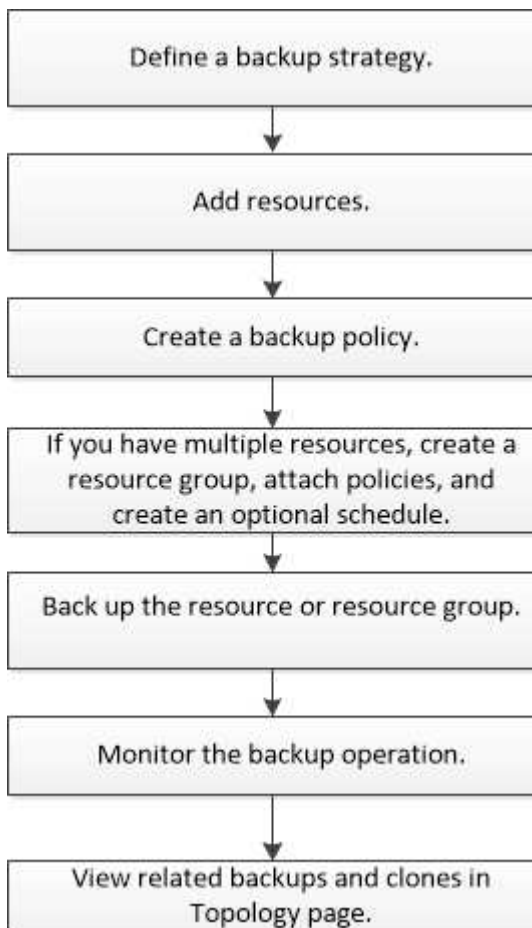 Define a backup strategy.
Add resources.
Create a backup policy.
If you have multiple resources, create a
resource group, attach policies, and
create an optional schedule.
Back up the resource or resource group.
Monitor the backup operation.
View related backups and clones in
Topology page.